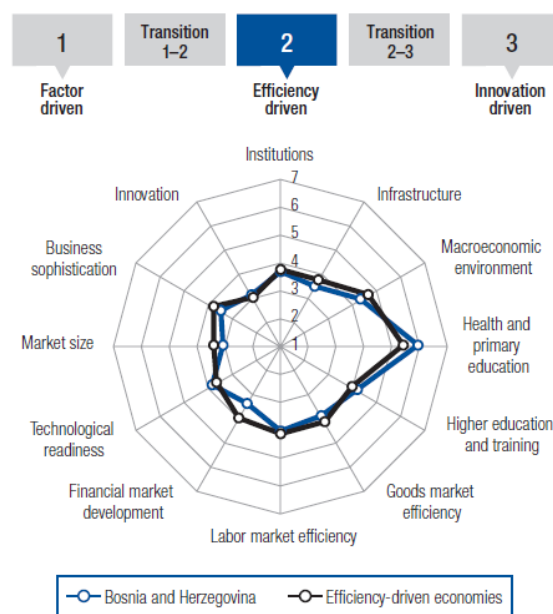 1
Transition
1–2
2
Transition
2–3
3
Factor
driven
Efficiency
driven
Innovation
driven
Institutions
7
6
5
4
3
2
1
Innovation
Infrastructure
Business
sophistication
Macroeconomic
environment
Market size
Health and
primary
education
Technological
readiness
Higher education
and training
Financial market
development
Goods market
efficiency
Labor market efficiency
Bosnia and Herzegovina
Efficiency-driven economies